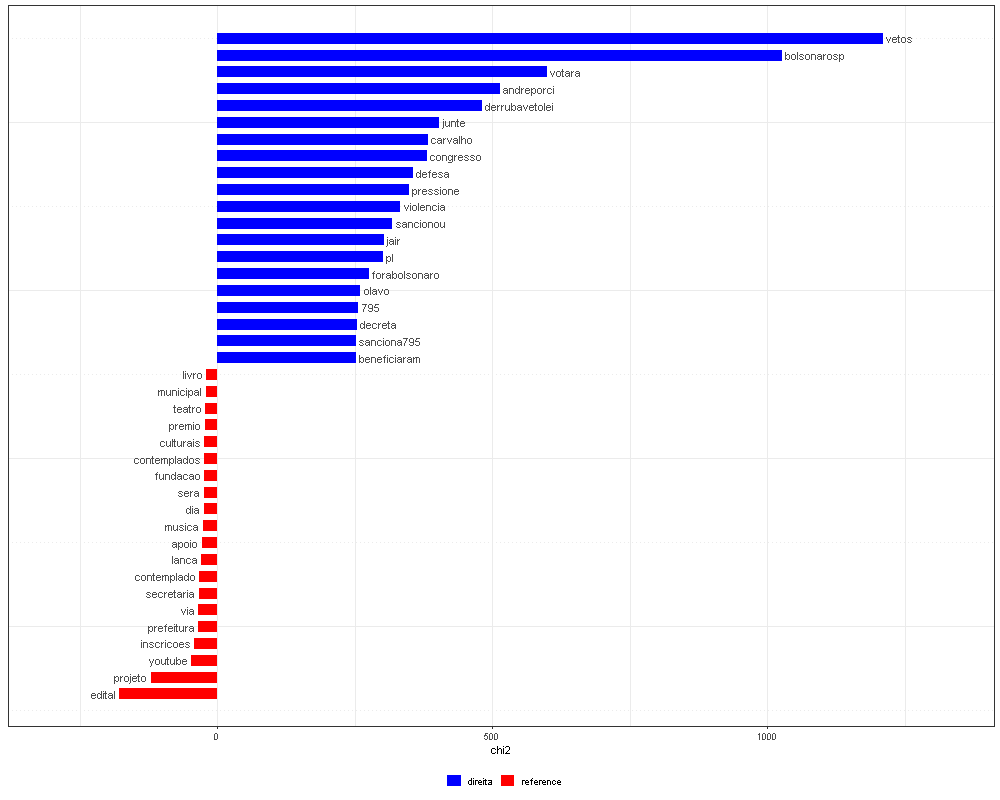 vetos
bolsonarosp
votara
andreporci
derrubavetolei
junte
carvalho
congresso
defesa
pressione
violencia
sancionou
jair
pl
forabolsonaro
olavo
795
decreta
sanciona795
beneficiaram
livro
municipal
teatro
premio
culturais
contemplados
fundacao
sera
dia
musica
apoio
lanca
contemplado
secretaria
via
prefeitura
inscricoes
youtube
projeto
edital
0 500 1000
chi2
direita reference